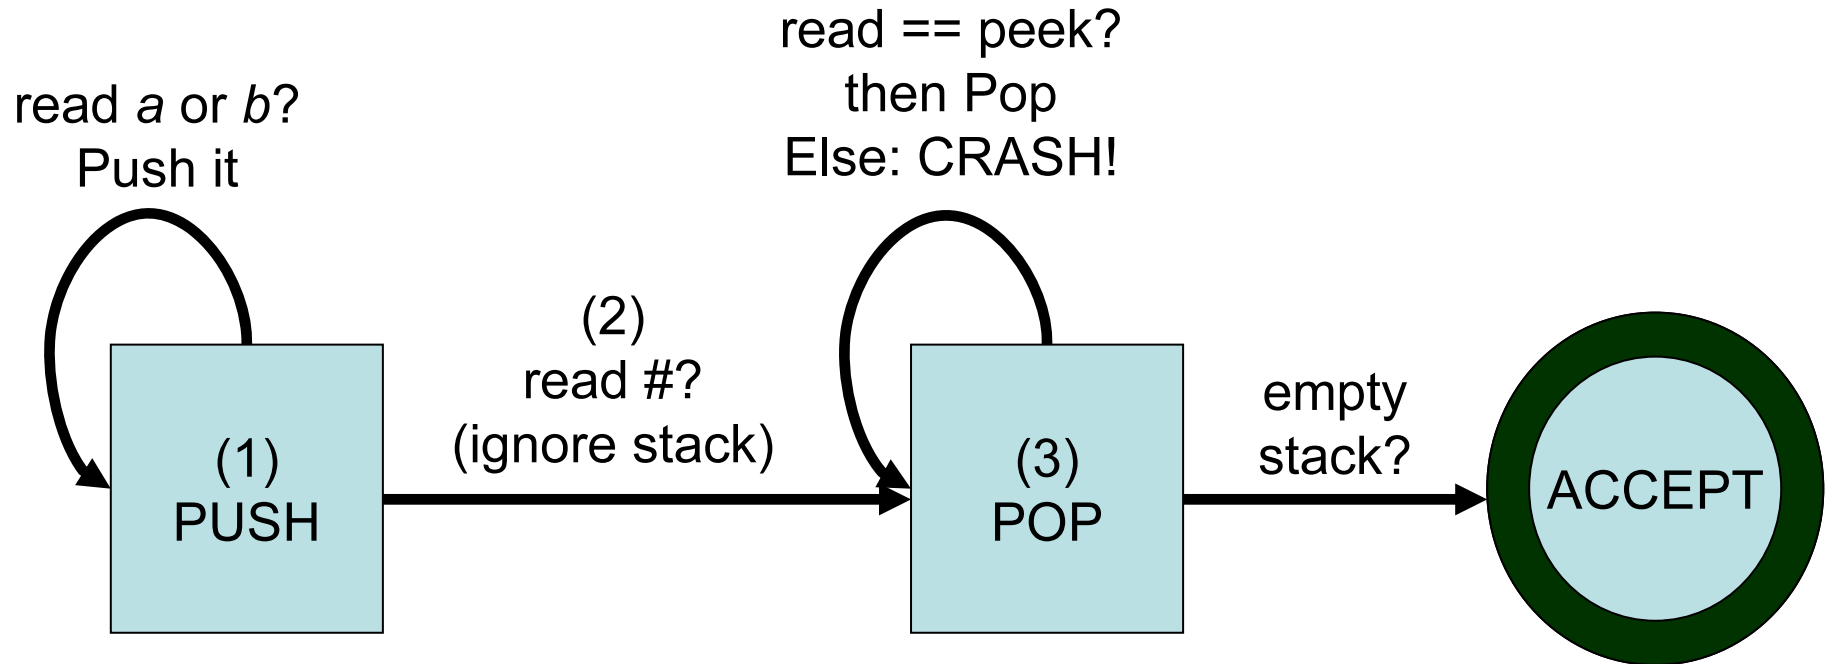 read a or b?
Push it
(1)
PUSH
(2)
read #?
(ignore stack)
read == peek?
then Pop
Else: CRASH!
(3)
POP
empty
stack?
ACCEPT